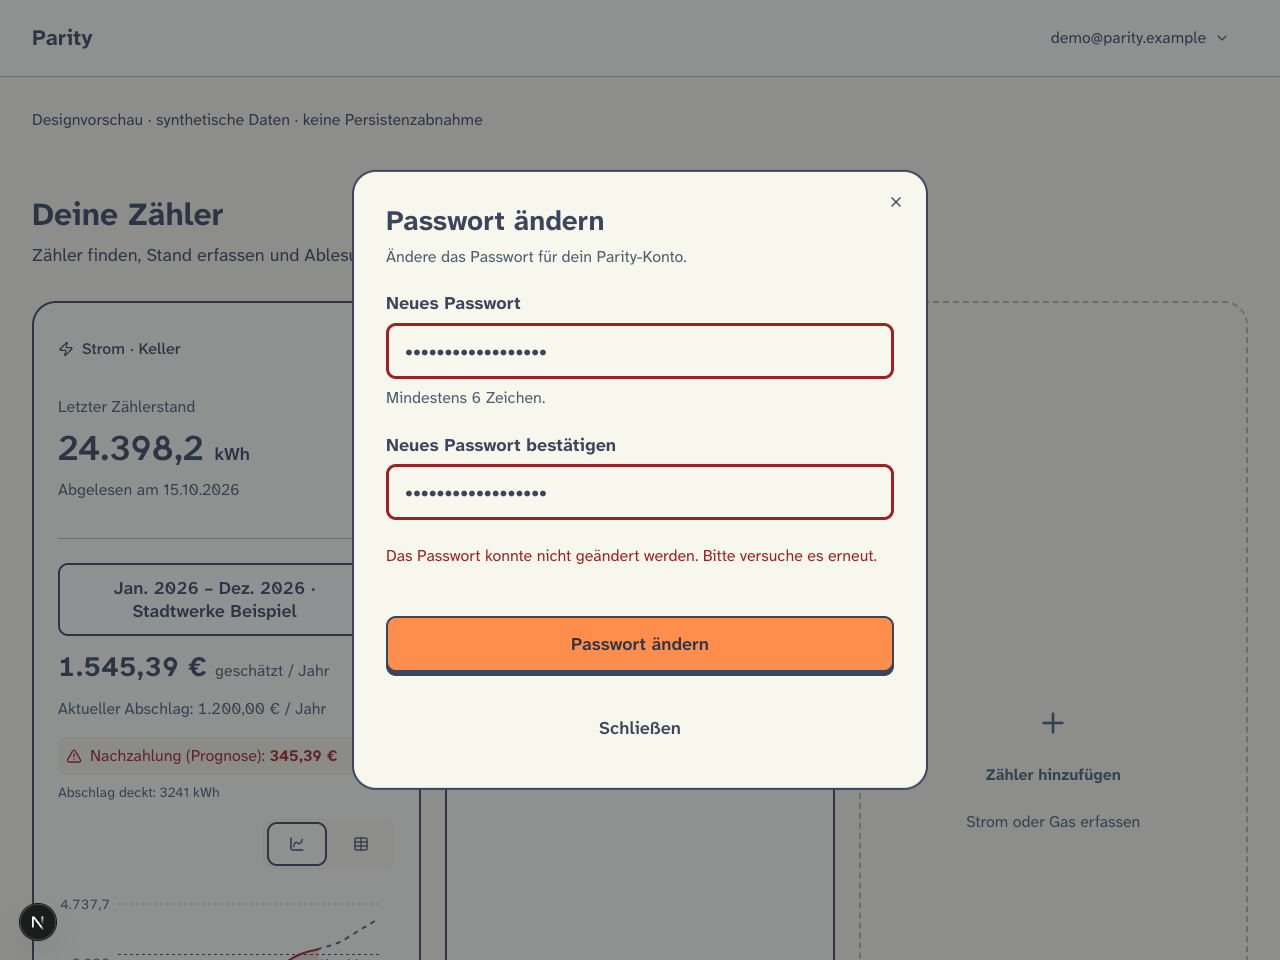 Parity
demo@parity.example
Designvorschau · synthetische Daten · keine Persistenzabnahme
Deine Zähler
Zähler finden, Stand erfassen und
Strom · Keller
Letzter Zählerstand
24.398,2 kWh
Abgelesen am 15.10.2026
Jan. 2026 – Dez. 2026 ·
Stadtwerke Beispiel
1.545,39 € geschätzt / Jahr
Aktueller Abschlag: 1.200,00 € / Jahr
Nachzahlung (Prognose): 345,39 €
Abschlag deckt: 3241 kWh
4.737,7
Passwort ändern
Ändere das Passwort für dein Parity-Konto.
Neues Passwort
••••••••••••••••••
Mindestens 6 Zeichen.
Neues Passwort bestätigen
••••••••••••••••••
Das Passwort konnte nicht geändert werden. Bitte versuche es erneut.
Passwort ändern
Schließen
Zähler hinzufügen
Strom oder Gas erfassen
N